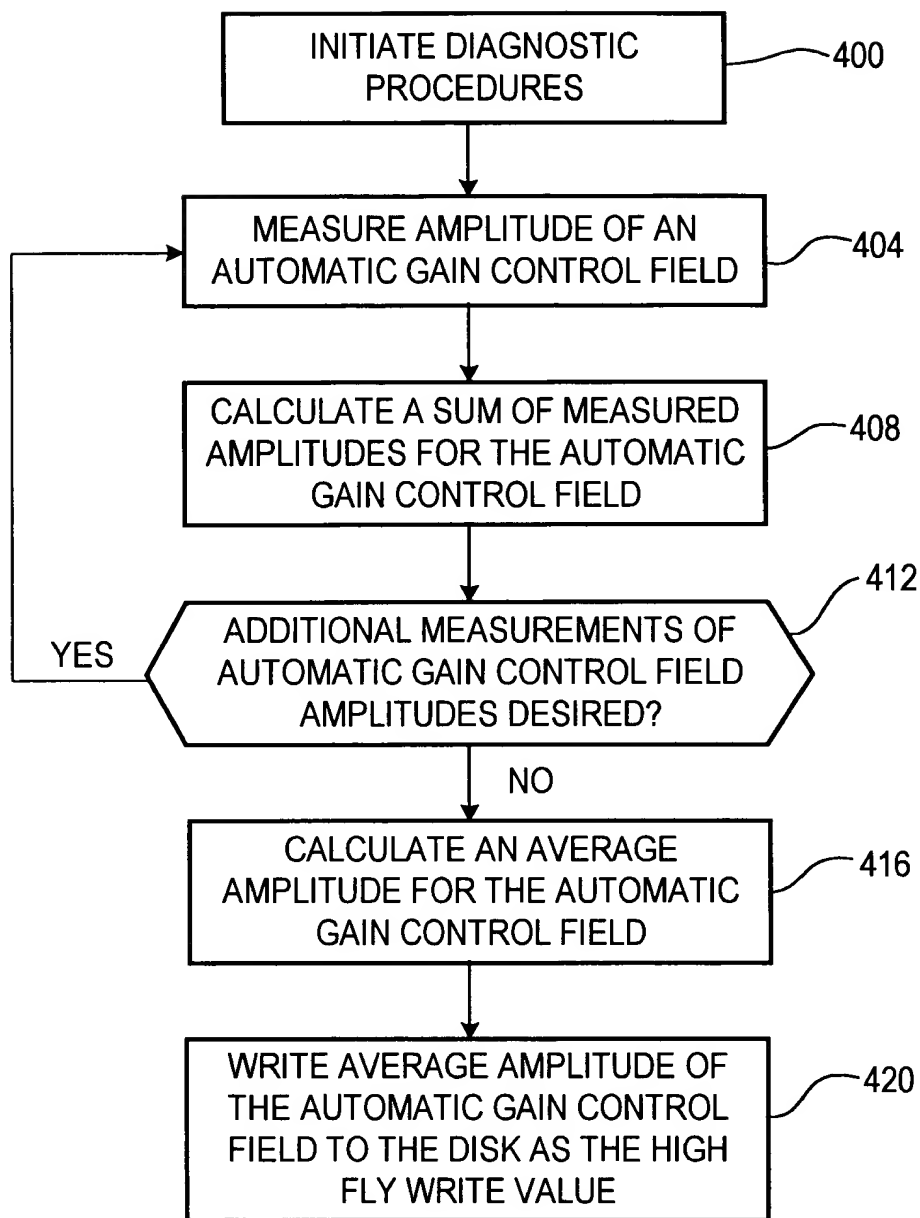 INITIATE DIAGNOSTIC
PROCEDURES
400
MEASURE AMPLITUDE OF AN
AUTOMATIC GAIN CONTROL FIELD
404
CALCULATE A SUM OF MEASURED
AMPLITUDES FOR THE AUTOMATIC
GAIN CONTROL FIELD
408
412
ADDITIONAL MEASUREMENTS OF
AUTOMATIC GAIN CONTROL FIELD
AMPLITUDES DESIRED?
YES
NO
CALCULATE AN AVERAGE
AMPLITUDE FOR THE AUTOMATIC
GAIN CONTROL FIELD
416
WRITE AVERAGE AMPLITUDE OF
THE AUTOMATIC GAIN CONTROL
FIELD TO THE DISK AS THE HIGH
FLY WRITE VALUE
420